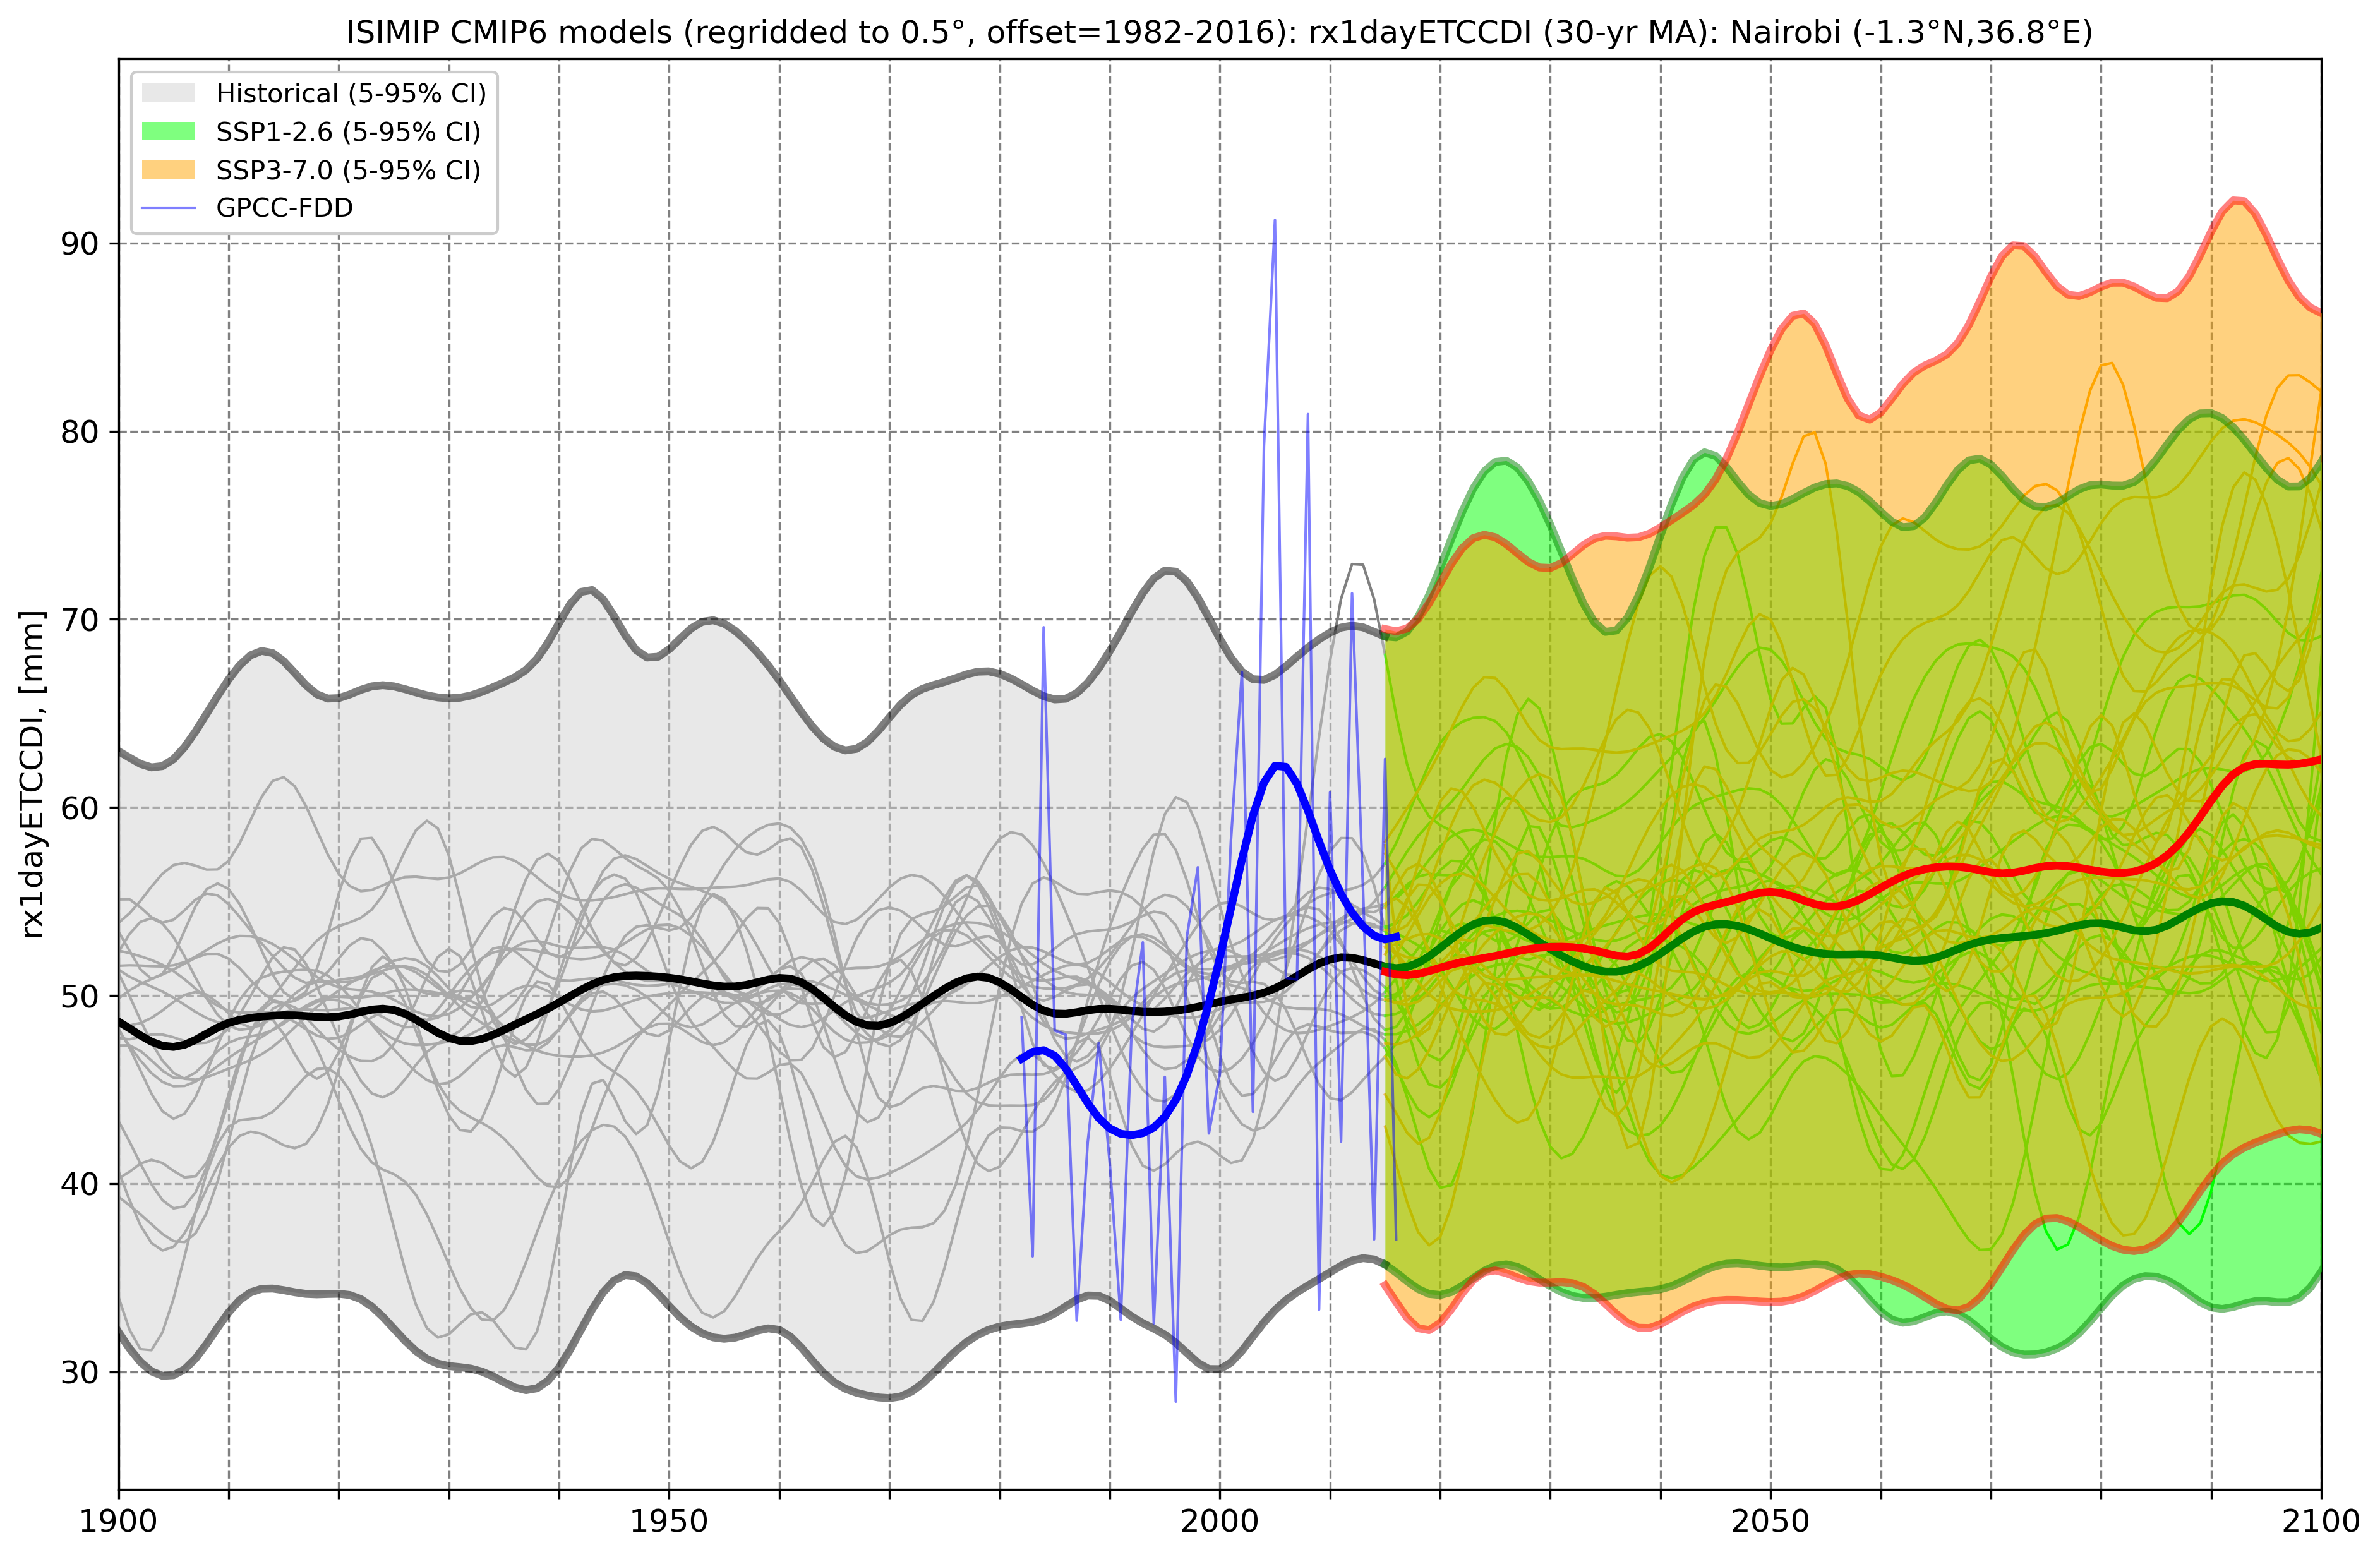 ISIMIP CMIP6 models (regridded to 0.5°, offset=1982-2016): rx1dayETCCDI (30-yr MA): Nairobi (-1.3°N,36.8°E)
Historical (5-95% CI)
SSP1-2.6 (5-95% CI)
SSP3-7.0 (5-95% CI)
GPCC-FDD
rx1dayETCCDI, [mm]
90
80
70
60
50
40
30
1900 1950 2000 2050 2100